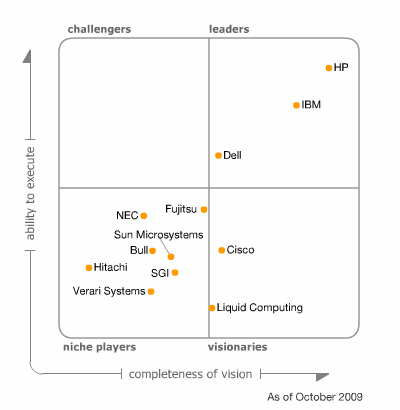 challengers
leaders
HP
IBM
Dell
ability to execute
Fujitsu
NEC
Sun Microsystems
Bull
Cisco
Hitachi
SGI
Verari Systems
Liquid Computing
niche players
visionaries
completeness of vision
As of October 2009